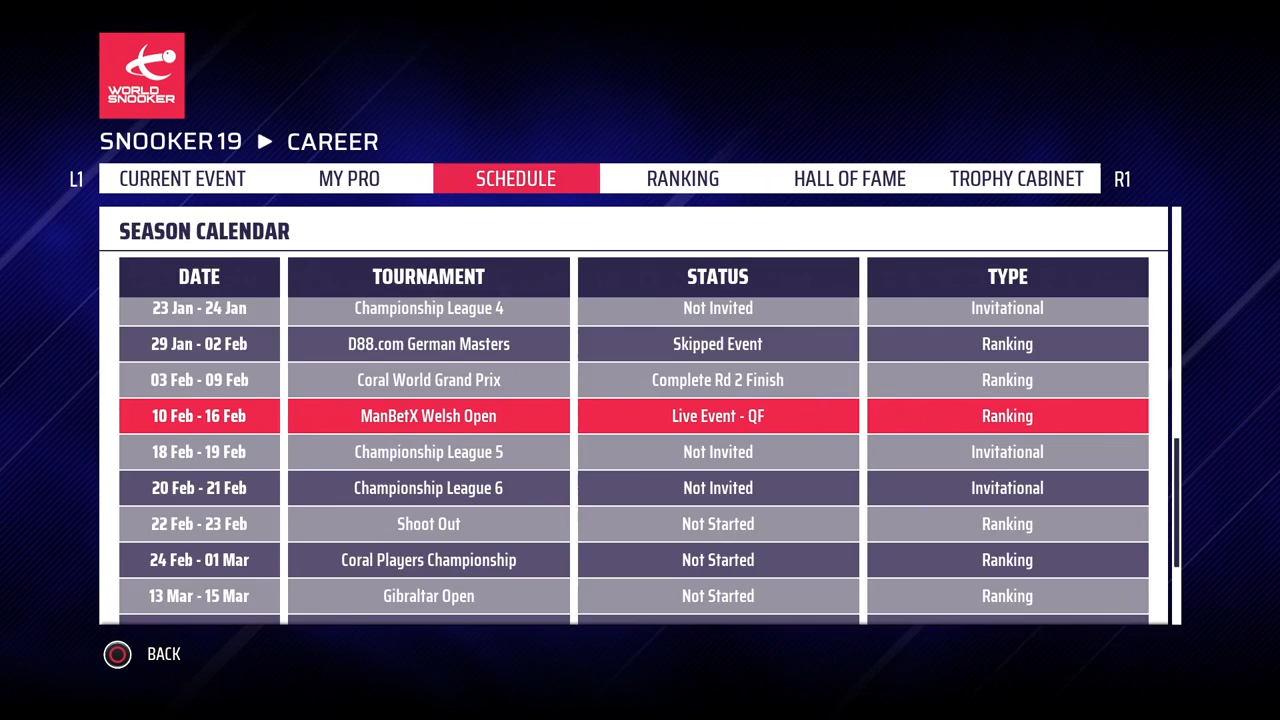 WORLD
SNOOKER
SNOOKER 19 ► CAREER
L1 CURRENT EVENT MY PRO SCHEDULE RANKING HALL OF FAME TROPHY CABINET R1
SEASON CALENDAR
DATE TOURNAMENT STATUS TYPE
23 Jan - 24 Jan Championship League 4 Not Invited Invitational
29 Jan - 02 Feb D88.com German Masters Skipped Event Ranking
03 Feb - 09 Feb Coral World Grand Prix Complete Rd 2 Finish Ranking
10 Feb - 16 Feb ManBetX Welsh Open Live Event - QF Ranking
18 Feb - 19 Feb Championship League 5 Not Invited Invitational
20 Feb - 21 Feb Championship League 6 Not Invited Invitational
22 Feb - 23 Feb Shoot Out Not Started Ranking
24 Feb - 01 Mar Coral Players Championship Not Started Ranking
13 Mar - 15 Mar Gibraltar Open Not Started Ranking
BACK